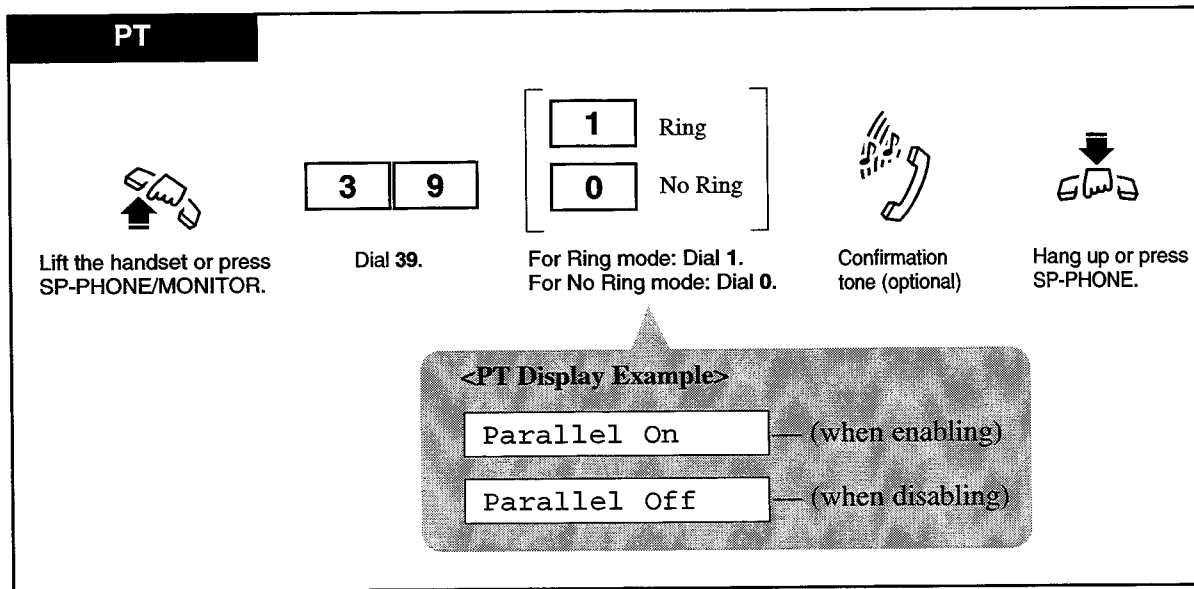 PT
1 Ring
3 9
0 No Ring
Lift the handset or press
SP-PHONE/MONITOR.
Dial 39.
For Ring mode: Dial 1.
For No Ring mode: Dial 0.
Confirmation
tone (optional)
Hang up or press
SP-PHONE.
<PT Display Example>
Parallel On (when enabling)
Parallel Off (when disabling)